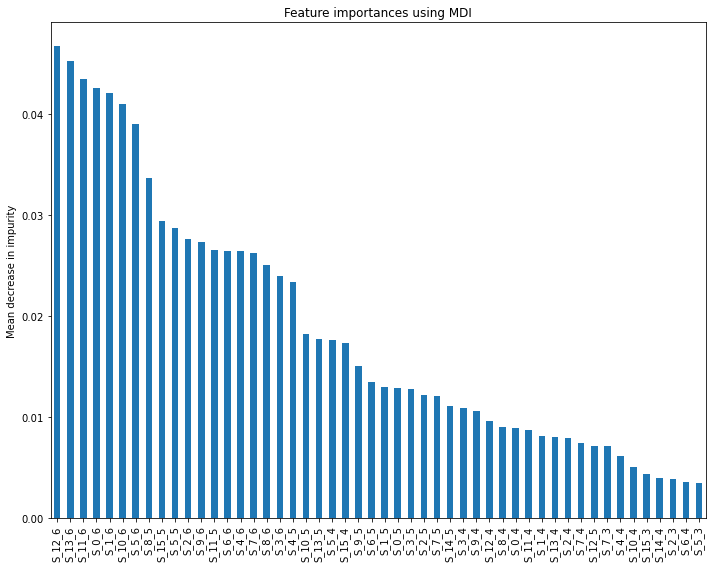 Feature importances using MDI
Mean decrease in impurity
0.04
0.03
0.02
0.01
0.00
S_12_6
S_13_6
S_11_6
S_0_6
S_1_6
S_10_6
S_5_6
S_8_5
S_15_5
S_5_5
S_2_6
S_9_6
S_11_5
S_6_6
S_4_6
S_7_6
S_8_6
S_3_6
S_4_5
S_10_5
S_13_5
S_5_4
S_15_4
S_9_5
S_6_5
S_1_5
S_0_5
S_3_5
S_2_5
S_7_5
S_14_5
S_3_4
S_9_4
S_12_4
S_8_4
S_0_4
S_11_4
S_1_4
S_13_4
S_2_4
S_7_4
S_12_5
S_7_3
S_4_4
S_10_4
S_15_3
S_14_4
S_2_3
S_6_4
S_5_3